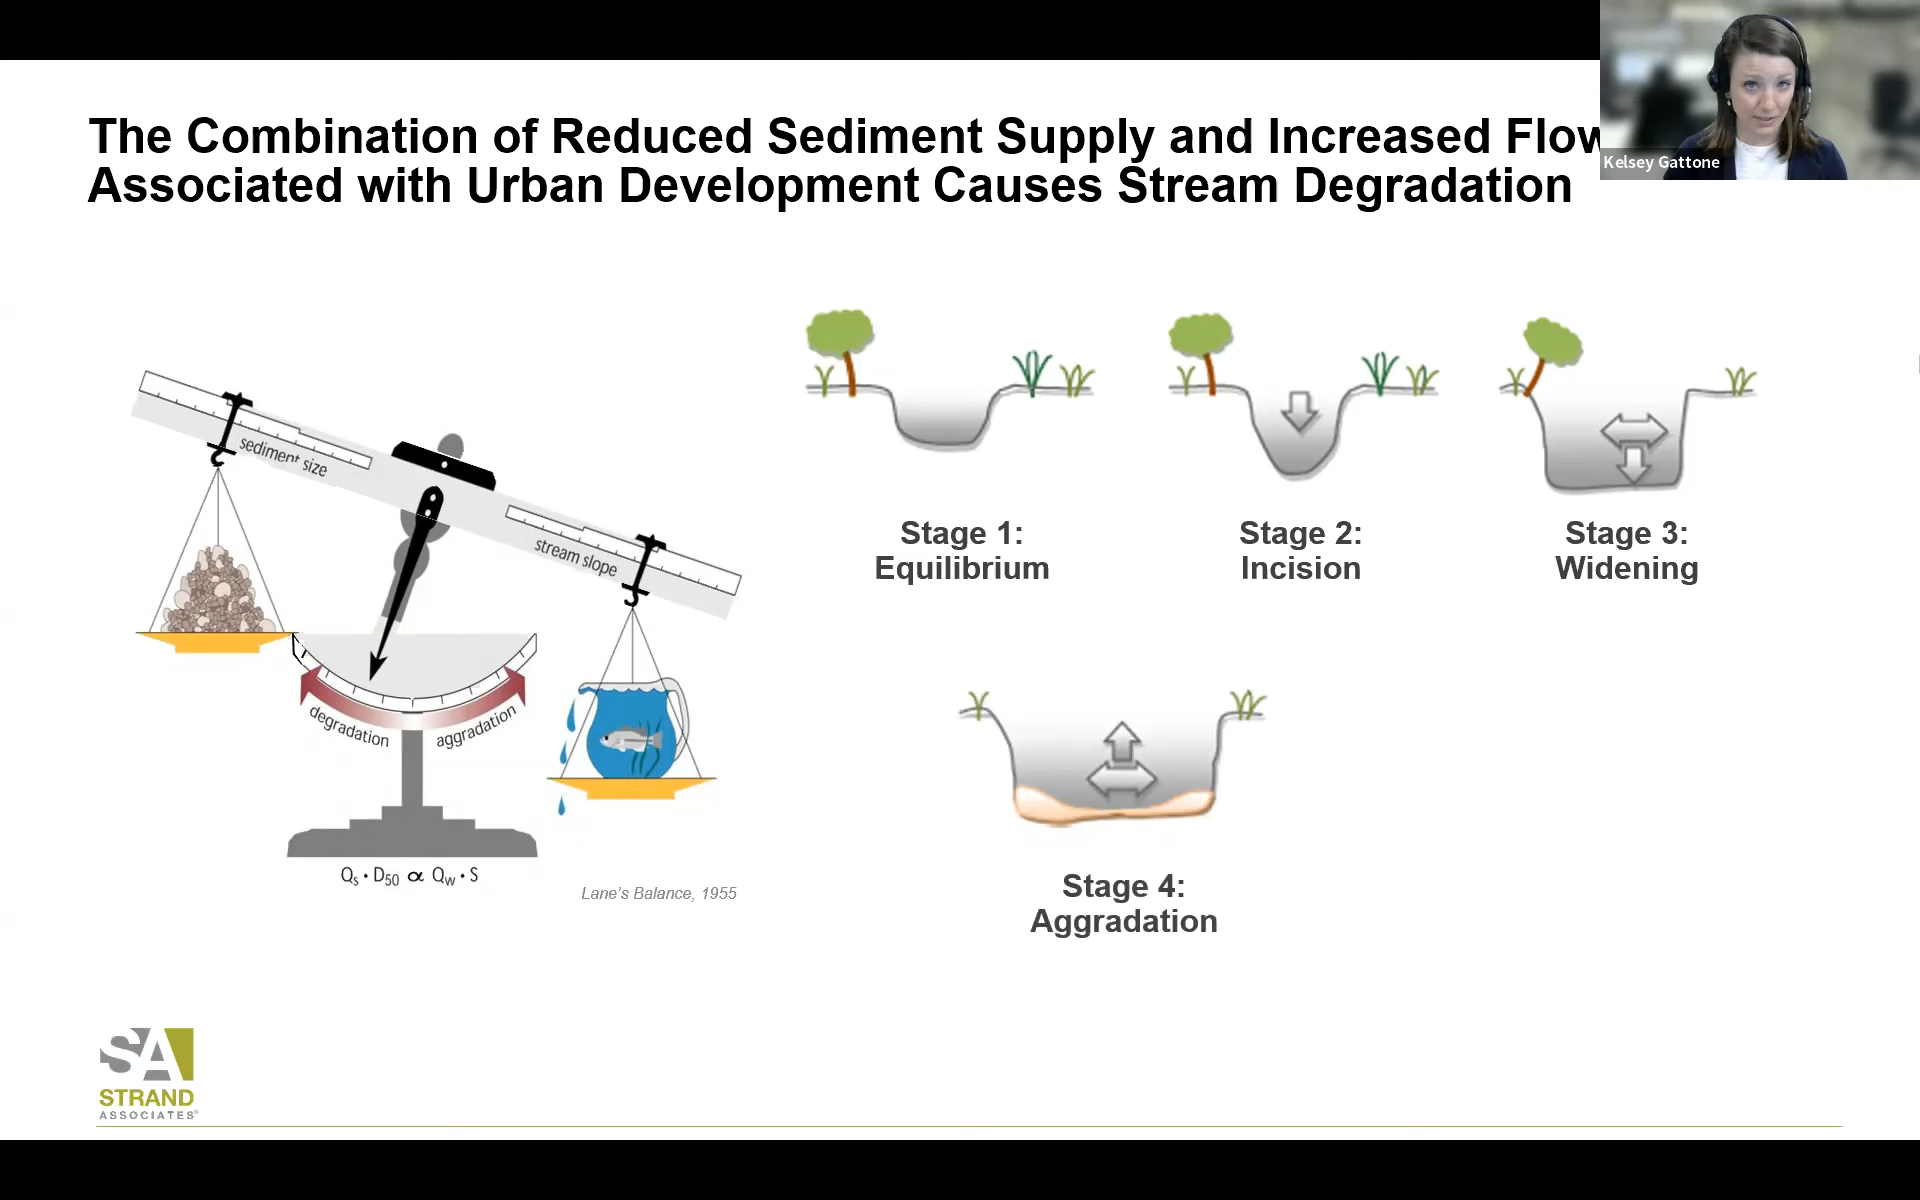 The Combination of Reduced Sediment Supply and Increased Flow
Associated with Urban Development Causes Stream Degradation
Kelsey Gattone
sediment size
stream slope
degradation
aggradation
Qs • D50 ∝ Qw • S
Lane's Balance, 1955
Stage 1:
Equilibrium
Stage 2:
Incision
Stage 3:
Widening
Stage 4:
Aggradation
SA
STRAND
ASSOCIATES®